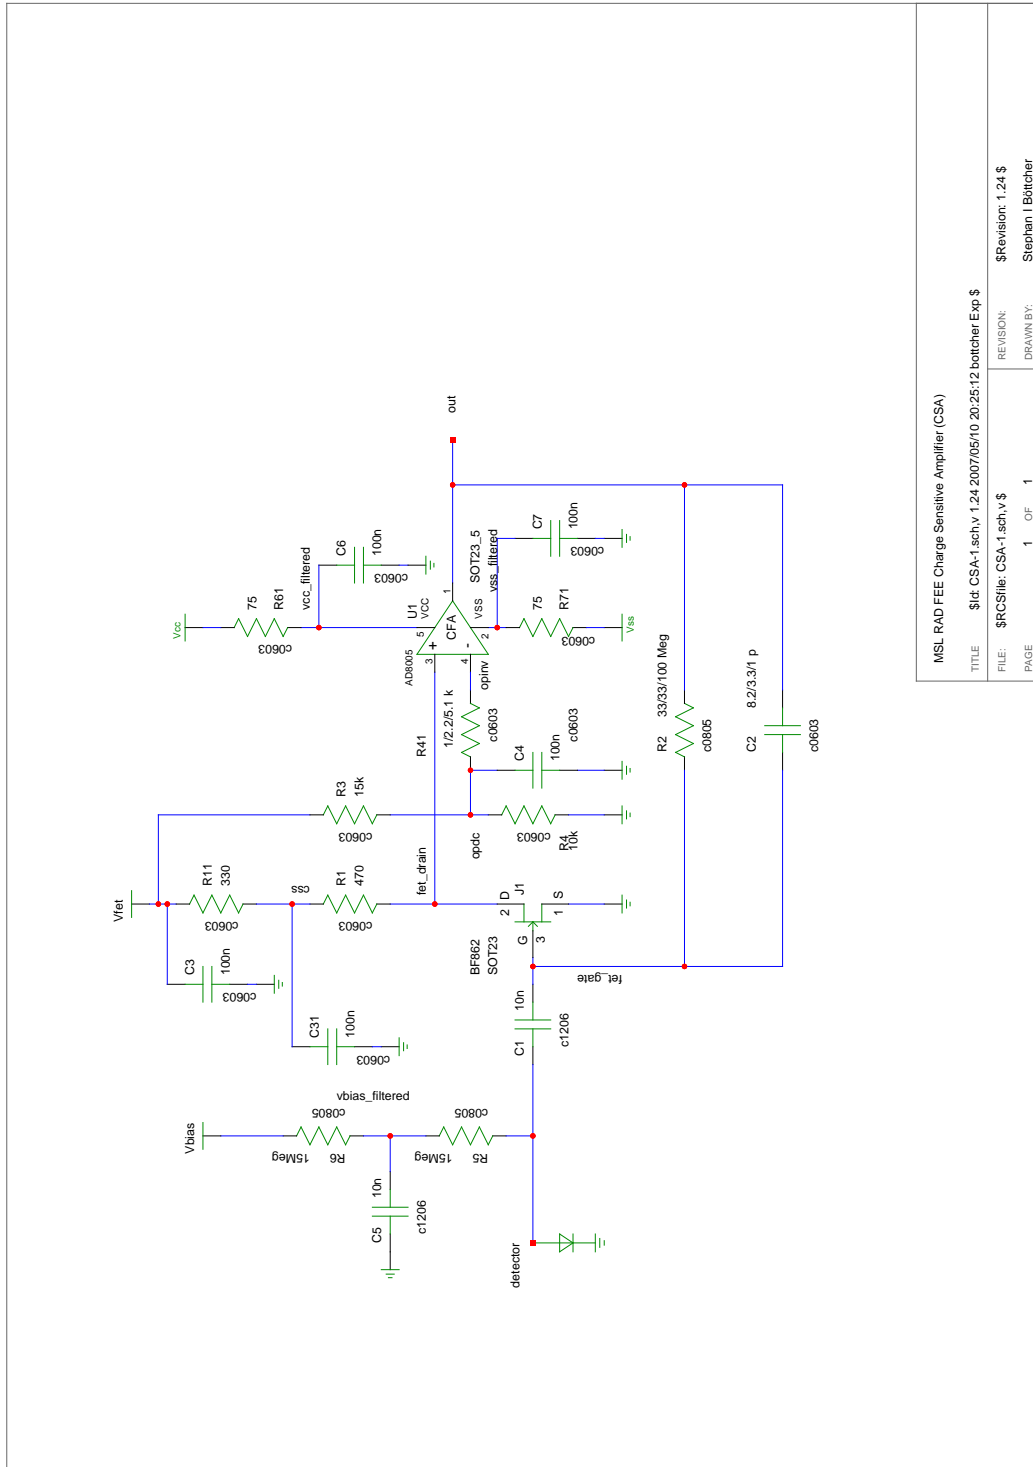 Vbias
15Meg
R6
c0805
vbias_filtered
15Meg
R5
c0805
C5
10n
c1206
detector
C1
10n
c1206
Vfet
C3
100n
c0603
C31
100n
c0603
R11
330
c0603
css
R1
470
c0603
fet_drain
R3
15k
c0603
opdc
R4
10k
c0603
BF862
SOT23
J1
2
D
G
3
1
S
fet_gate
R41
1/2.2/5.1 k
c0603
C4
100n
c0603
opinv
AD8005
U1
CFA
+
-
3
4
5
VCC
2
VSS
1
SOT23_5
Vcc
75
R61
c0603
vcc_filtered
C6
100n
c0603
vss_filtered
C7
100n
c0603
75
R71
c0603
Vss
out
R2
33/33/100 Meg
c0805
C2
8.2/3.3/1 p
c0603
MSL RAD FEE Charge Sensitive Amplifier (CSA)
TITLE
$Id: CSA-1.sch,v 1.24 2007/05/10 20:25:12 bottcher Exp $
FILE:
$RCSfile: CSA-1.sch,v $
REVISION:
$Revision: 1.24 $
PAGE
1 OF 1
DRAWN BY:
Stephan I Böttcher